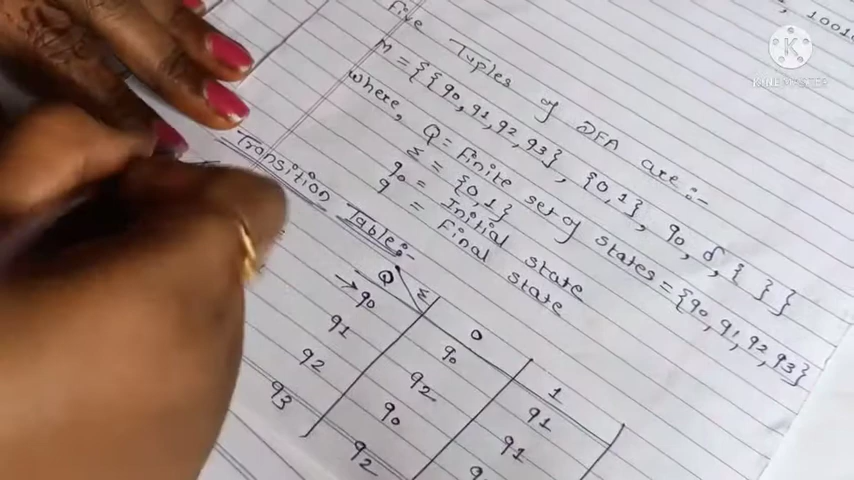 Five Tuples of DFA are :-
M = {{q0, q1, q2, q3}, {0, 1}, q0, δ, { }}
Where, Q = Finite set of states = {q0, q1, q2, q3}
Σ = {0, 1}
q0 = Initial state
q = Final state
Transition Table :-
Q Σ 0 1
→ q0 q0 q1
q1 q2 q1
q2 q0 q
q3 q2
K
KINEMASTER
1001